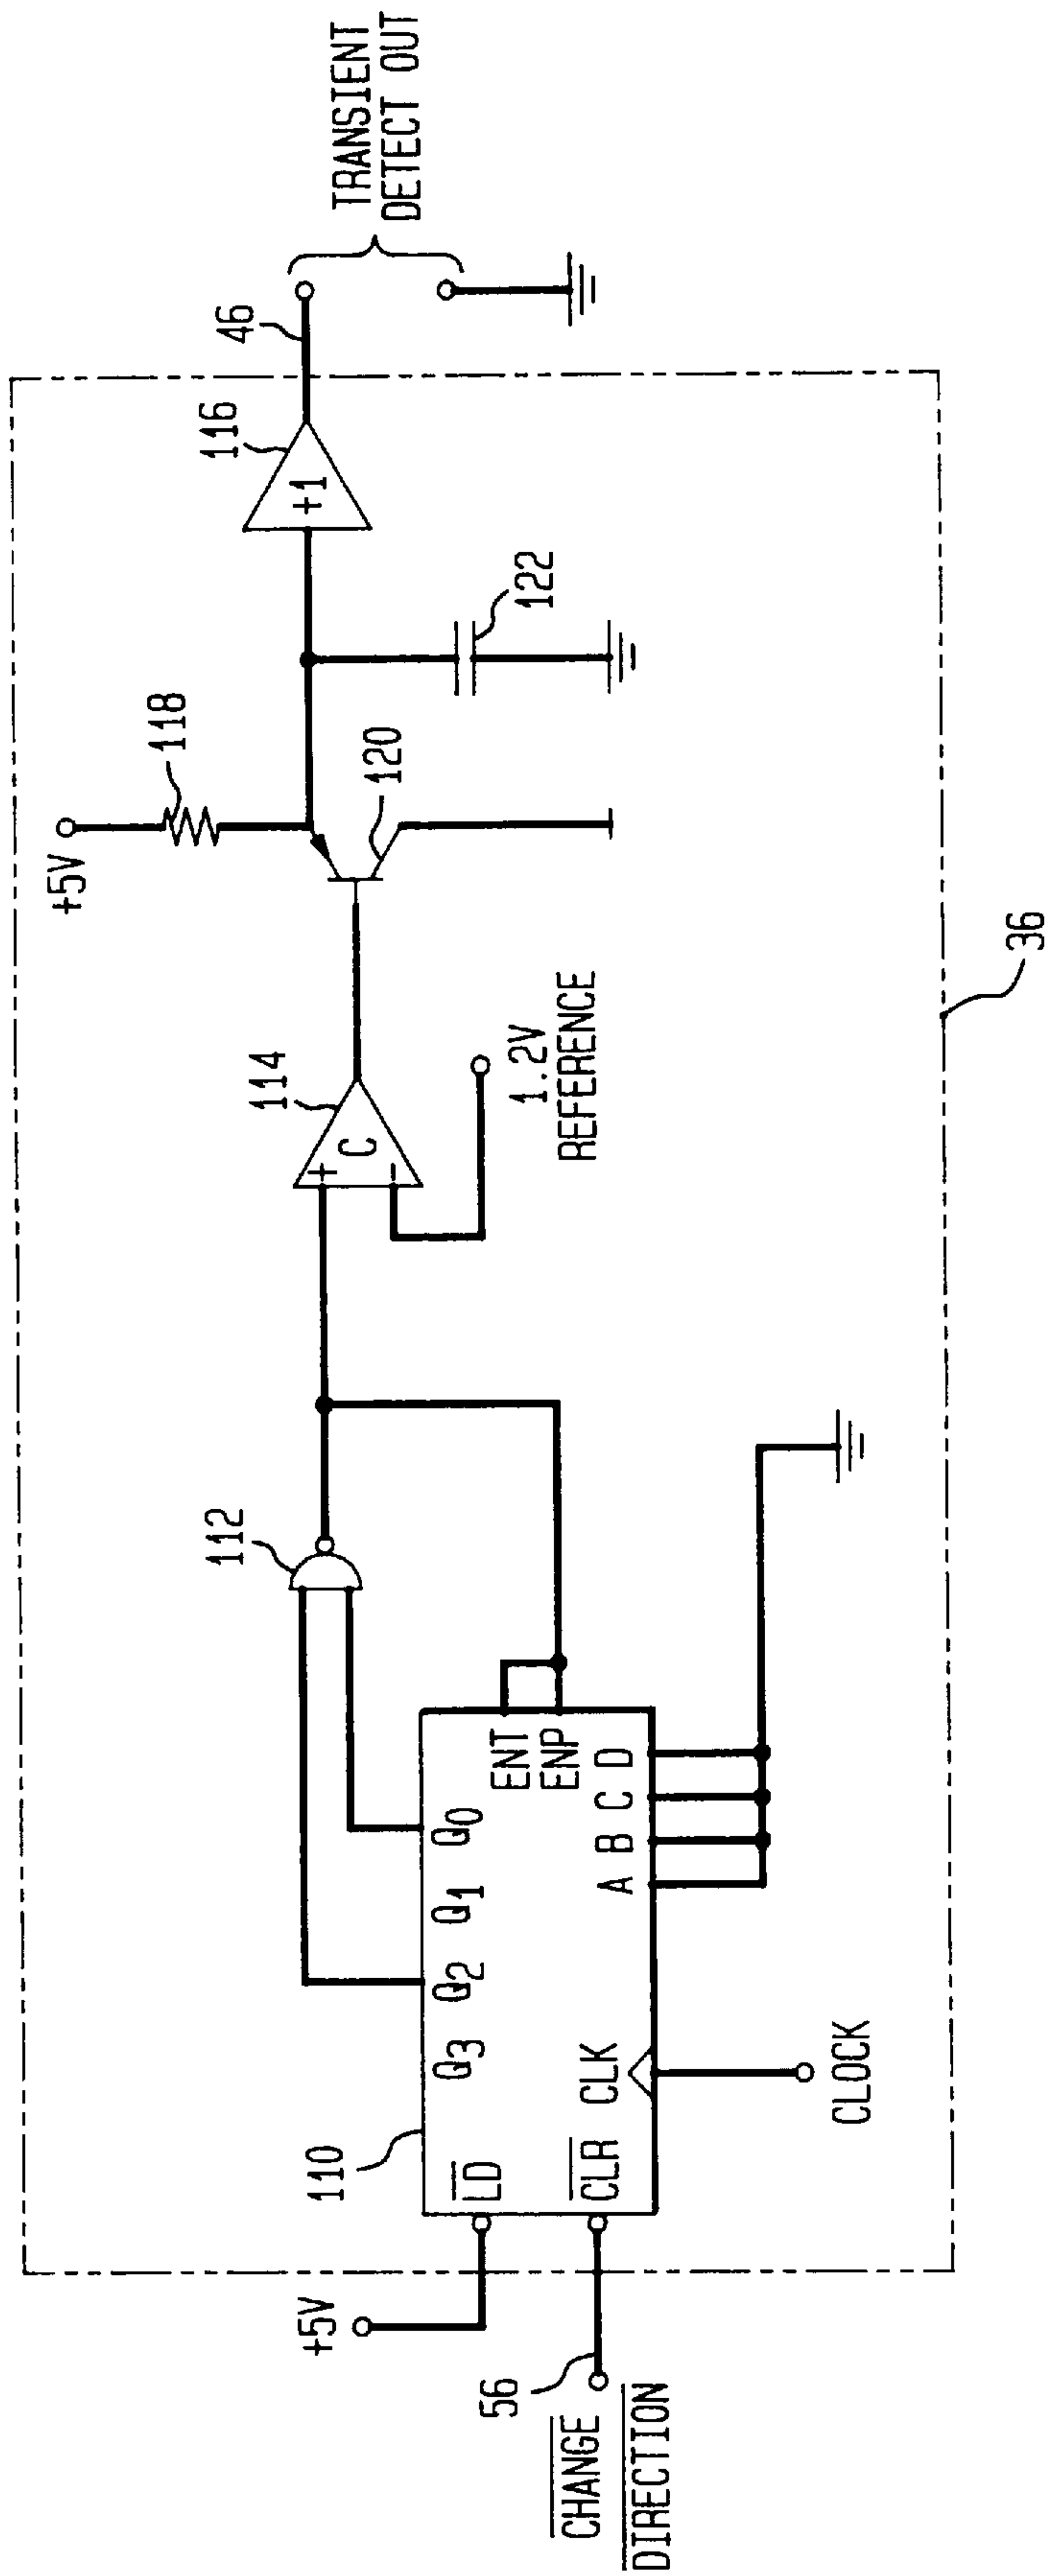 +5V
118
116
46
TRANSIENT
DETECT OUT
+1
112
114
+
C
-
120
122
1.2V
REFERENCE
110
+5V
LD
Q3
Q2
Q1
Q0
ENT
ENP
CLR
CLK
A
B
C
D
56
CHANGE
DIRECTION
CLOCK
36